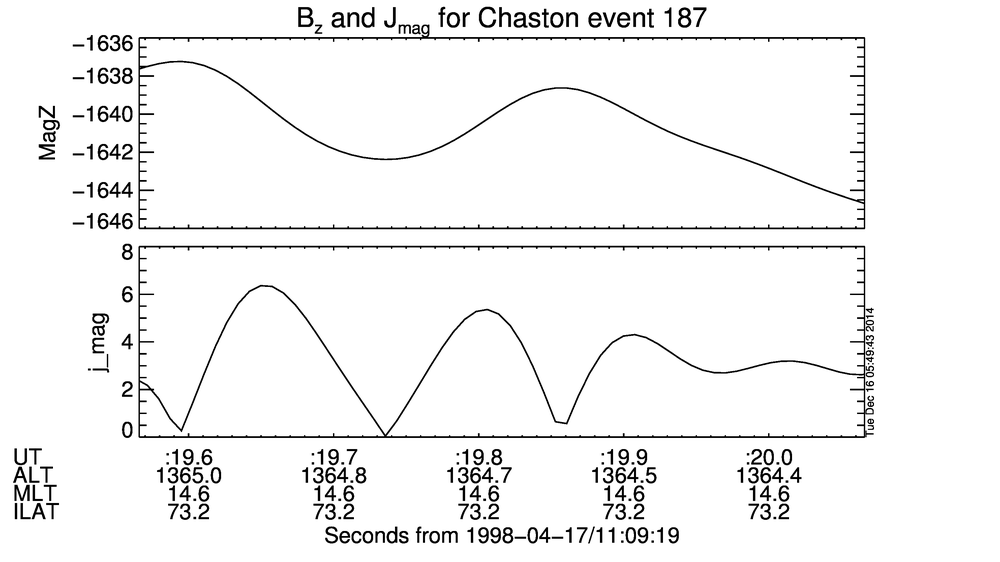 Bz and Jmag for Chaston event 187
−1636
−1638
−1640
−1642
−1644
−1646
MagZ
8
6
4
2
0
j_mag
Tue Dec 16 05:49:43 2014
UT :19.6 :19.7 :19.8 :19.9 :20.0
ALT 1365.0 1364.8 1364.7 1364.5 1364.4
MLT 14.6 14.6 14.6 14.6 14.6
ILAT 73.2 73.2 73.2 73.2 73.2
Seconds from 1998−04−17/11:09:19